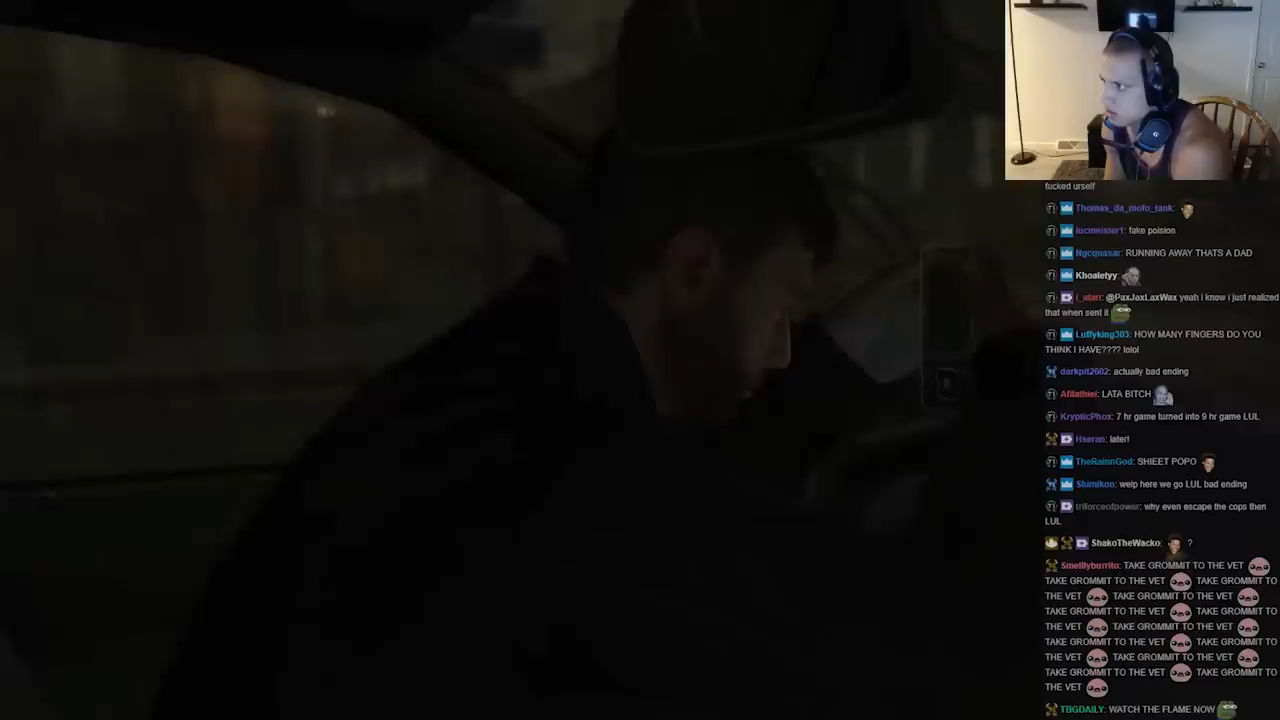 fucked urself
Thomas_da_mofo_tank:
lucmeister1: fake poision
Ngcquasar: RUNNING AWAY THATS A DAD
Khoaletyy:
i_atari: @PaxJaxLaxWax yeah i know i just realized
that when sent it
Luffyking303: HOW MANY FINGERS DO YOU
THINK I HAVE???? lolol
darkpit2602: actually bad ending
LATA BITCH
KrypticPhox: 7 hr game turned into 9 hr game LUL
Hseran: later!
TheRainnGod: SHIEET POPO
Shimikon: welp here we go LUL bad ending
triforceofpower: why even escape the cops then
LUL
ShakoTheWacko: ?
Smelllyburrito: TAKE GROMMIT TO THE VET
TAKE GROMMIT TO THE VET TAKE GROMMIT TO
THE VET TAKE GROMMIT TO THE VET
TAKE GROMMIT TO THE VET TAKE GROMMIT TO
THE VET TAKE GROMMIT TO THE VET
TAKE GROMMIT TO THE VET TAKE GROMMIT TO
THE VET TAKE GROMMIT TO THE VET
TAKE GROMMIT TO THE VET TAKE GROMMIT TO
THE VET
TBGDAILY: WATCH THE FLAME NOW